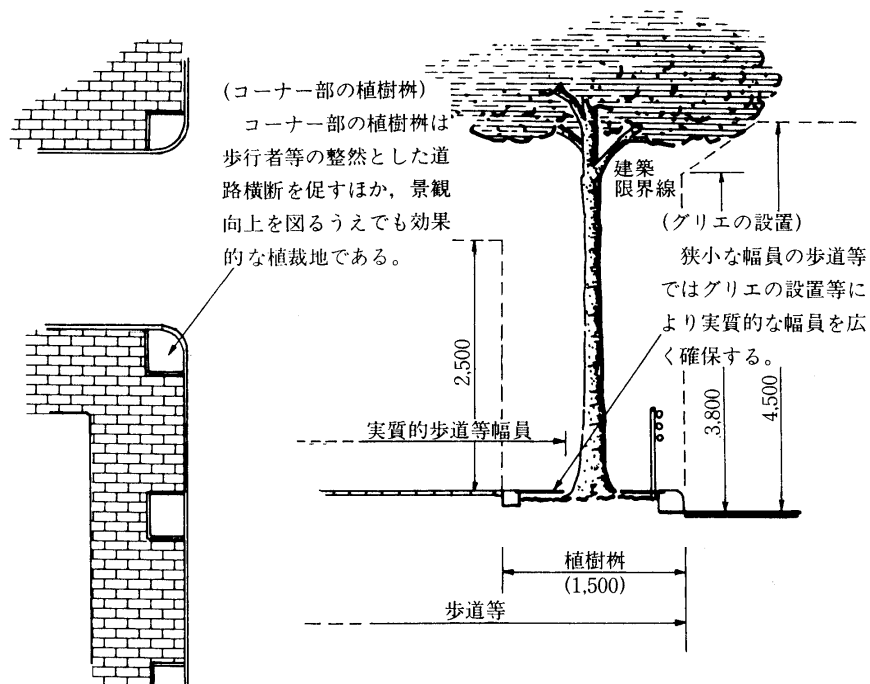 (コーナー部の植樹桝)
コーナー部の植樹桝は
歩行者等の整然とした道
路横断を促すほか,景観
向上を図るうえでも効果
的な植栽地である。
建築
限界線
(グリエの設置)
狭小な幅員の歩道等
ではグリエの設置等に
より実質的な幅員を広
く確保する。
2,500
3,800
4,500
実質的歩道等幅員
植樹桝
(1,500)
歩道等